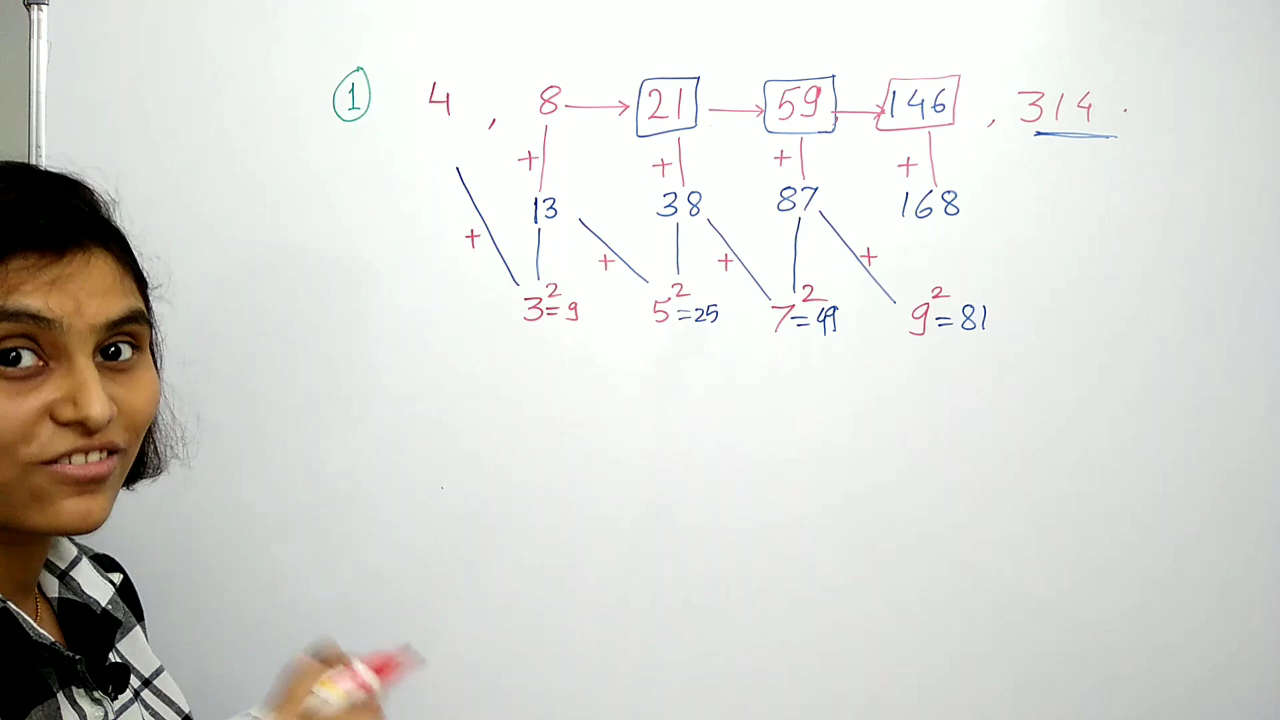 1 4 , 8 → 21 → 59 → 146 , 314 .
+ + + +
13 38 87 168
+ + + +
3²=9 5²=25 7²=49 9²=81